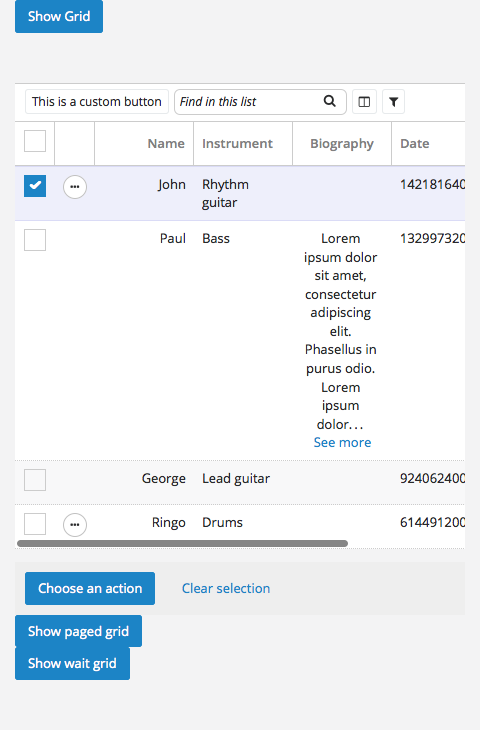 Show Grid
This is a custom button
Find in this list
Name Instrument Biography Date
John Rhythm guitar 142181640
Paul Bass Lorem
ipsum dolor
sit amet,
consectetur
adipiscing
elit.
Phasellus in
purus odio.
Lorem
ipsum
dolor...
See more
132997320
George Lead guitar 924062400
Ringo Drums 614491200
Choose an action Clear selection
Show paged grid
Show wait grid